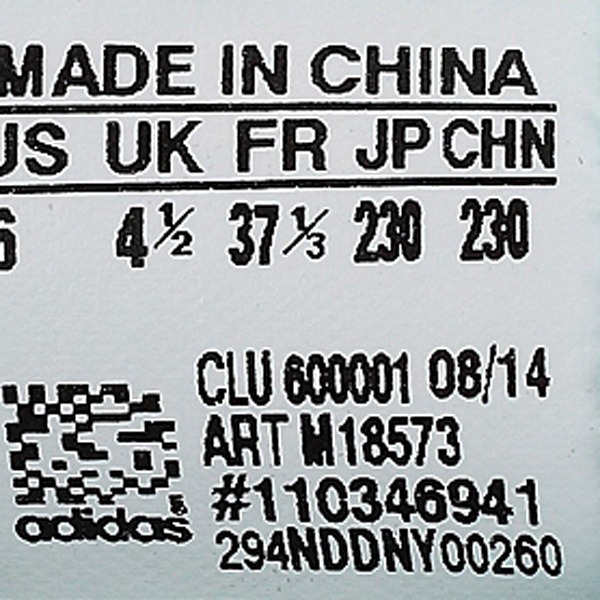 MADE IN CHINA
US UK FR JP CHN
6 4½ 37⅓ 230 230
CLU 600001 08/14
ART M18573
#110346941
adidas®
294NDDNY00260